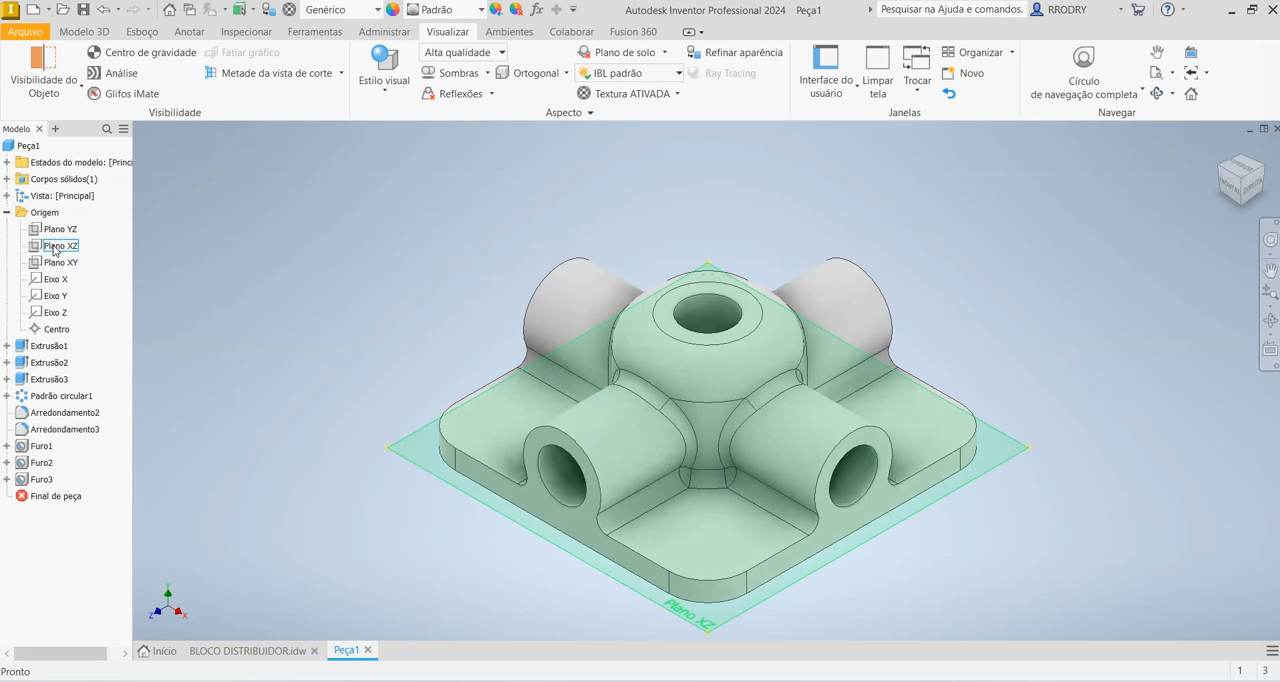 Genérico
Padrão
Autodesk Inventor Professional 2024 Peça1
Pesquisar na Ajuda e comandos.
RRODRY
Arquivo
Modelo 3D
Esboço
Anotar
Inspecionar
Ferramentas
Administrar
Visualizar
Ambientes
Colaborar
Fusion 360
Visibilidade do
Objeto
Centro de gravidade
Análise
Glifos iMate
Fatiar gráfico
Metade da vista de corte
Visibilidade
Estilo visual
Alta qualidade
Sombras
Reflexões
Ortogonal
Plano de solo
IBL padrão
Textura ATIVADA
Refinar aparência
Ray Tracing
Aspecto
Interface do
usuário
Limpar
tela
Trocar
Organizar
Novo
Janelas
Círculo
de navegação completa
Navegar
Modelo
Peça1
Estados do modelo: [Princ
Corpos sólidos(1)
Vista: [Principal]
Origem
Plano YZ
Plano XZ
Plano XY
Eixo X
Eixo Y
Eixo Z
Centro
Extrusão1
Extrusão2
Extrusão3
Padrão circular1
Arredondamento2
Arredondamento3
Furo1
Furo2
Furo3
Final de peça
FRONTAL
DIREITA
Plano XZ
Y
Z
X
Início
BLOCO DISTRIBUIDOR.idw
Peça1
Pronto
1
3